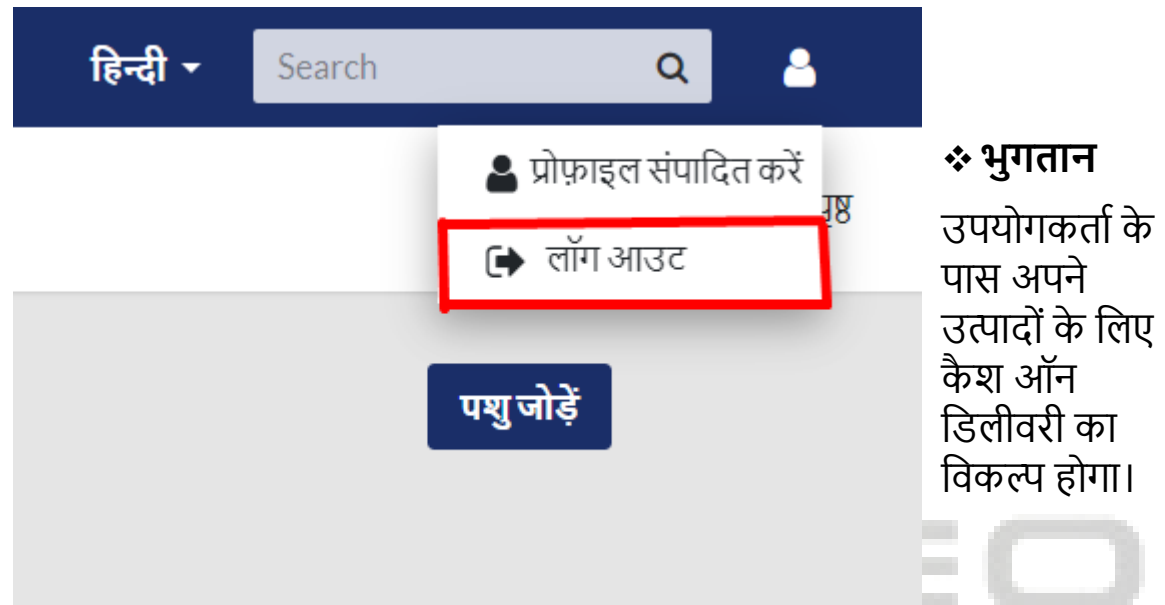 हिन्दी Search
प्रोफ़ाइल संपादित करें
लॉग आउट
पशु जोड़ें
❖ भुगतान
उपयोगकर्ता के
पास अपने
उत्पादों के लिए
कैश ऑन
डिलीवरी का
विकल्प होगा।